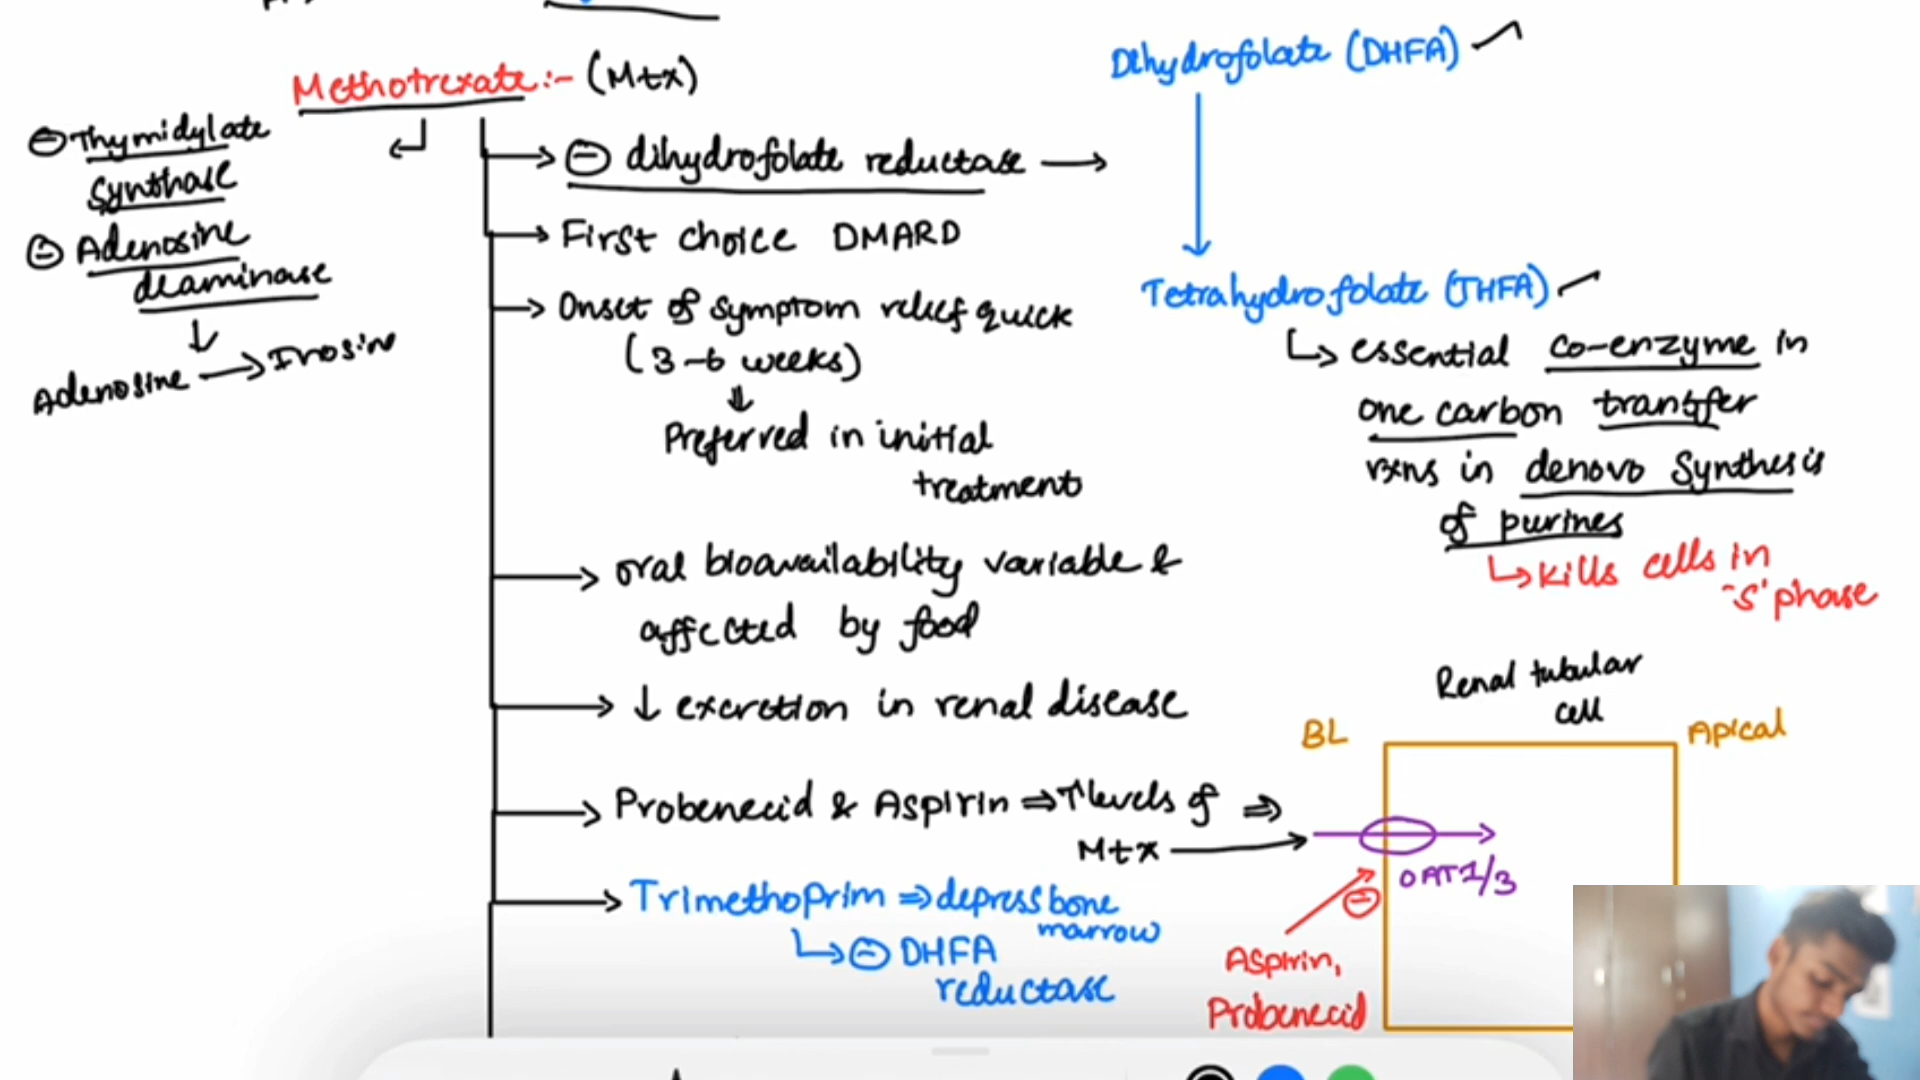 Methotrexate:- (Mtx)
⊖ Thymidylate
synthase
⊖ Adenosine
deaminase
↓
Adenosine → Inosine
→ ⊖ dihydrofolate reductase →
→ First choice DMARD
→ Onset of symptom relief quick
(3-6 weeks)
⇓
Preferred in initial
treatment
→ oral bioavailability variable &
affected by food
→ ↓ excretion in renal disease
→ Probenecid & Aspirin ⇒ ↑levels of ⇒
Mtx →
→ Trimethoprim ⇒ depress bone
marrow
↳ ⊖ DHFA
reductase
Dihydrofolate (DHFA)
↓
Tetrahydrofolate (THFA)
↳ essential co-enzyme in
one carbon transfer
rxns in denovo synthesis
of purines
↳ kills cells in
's' phase
Renal tubular
cell
BL
Apical
OAT1/3
⊖
Aspirin,
Probenecid